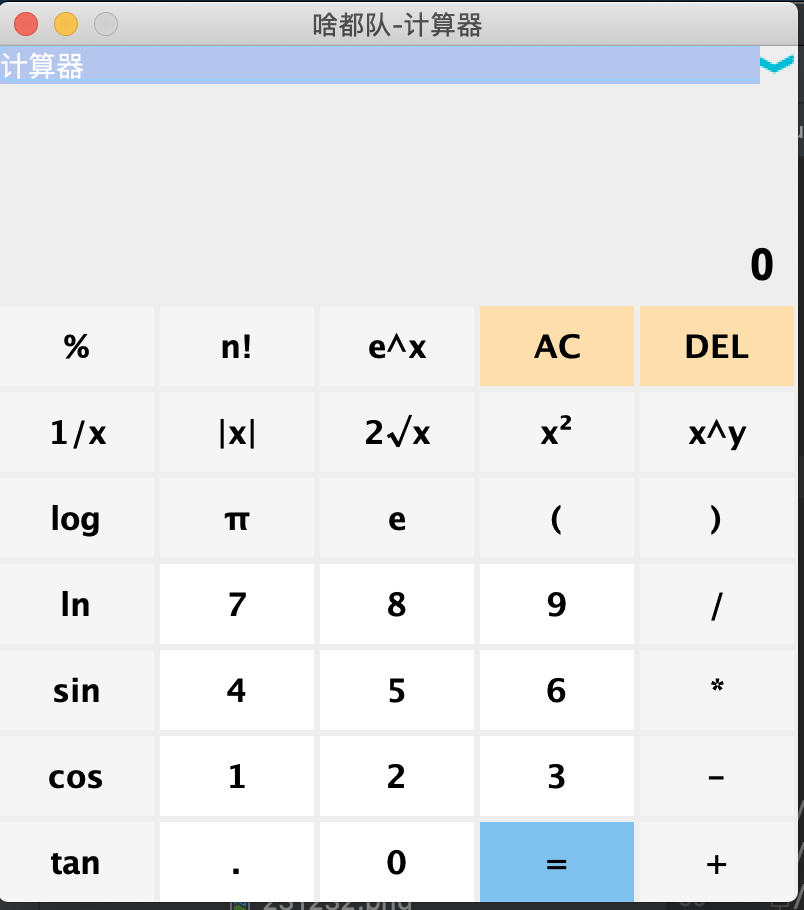 啥都队-计算器
计算器
0
% n! e^x AC DEL
1/x |x| 2√x x² x^y
log π e ( )
ln 7 8 9 /
sin 4 5 6 *
cos 1 2 3 -
tan . 0 = +